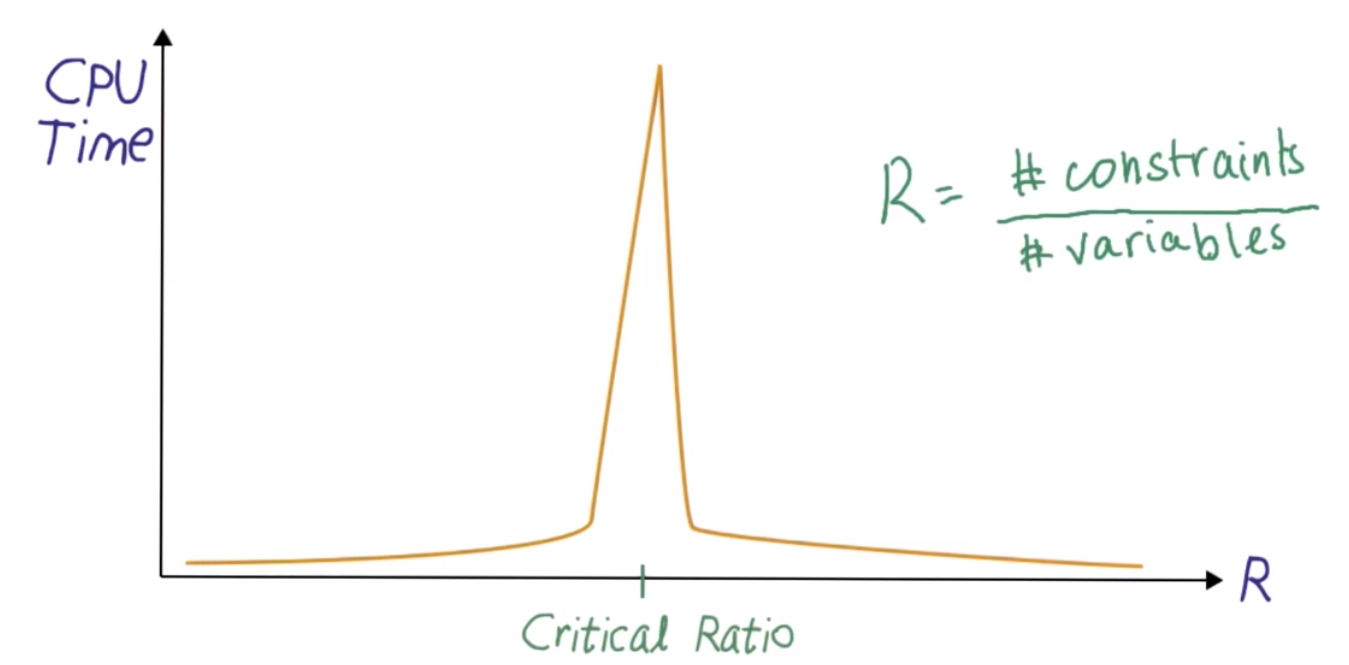 CPU
Time
R = # constraints
# variables
R
Critical Ratio